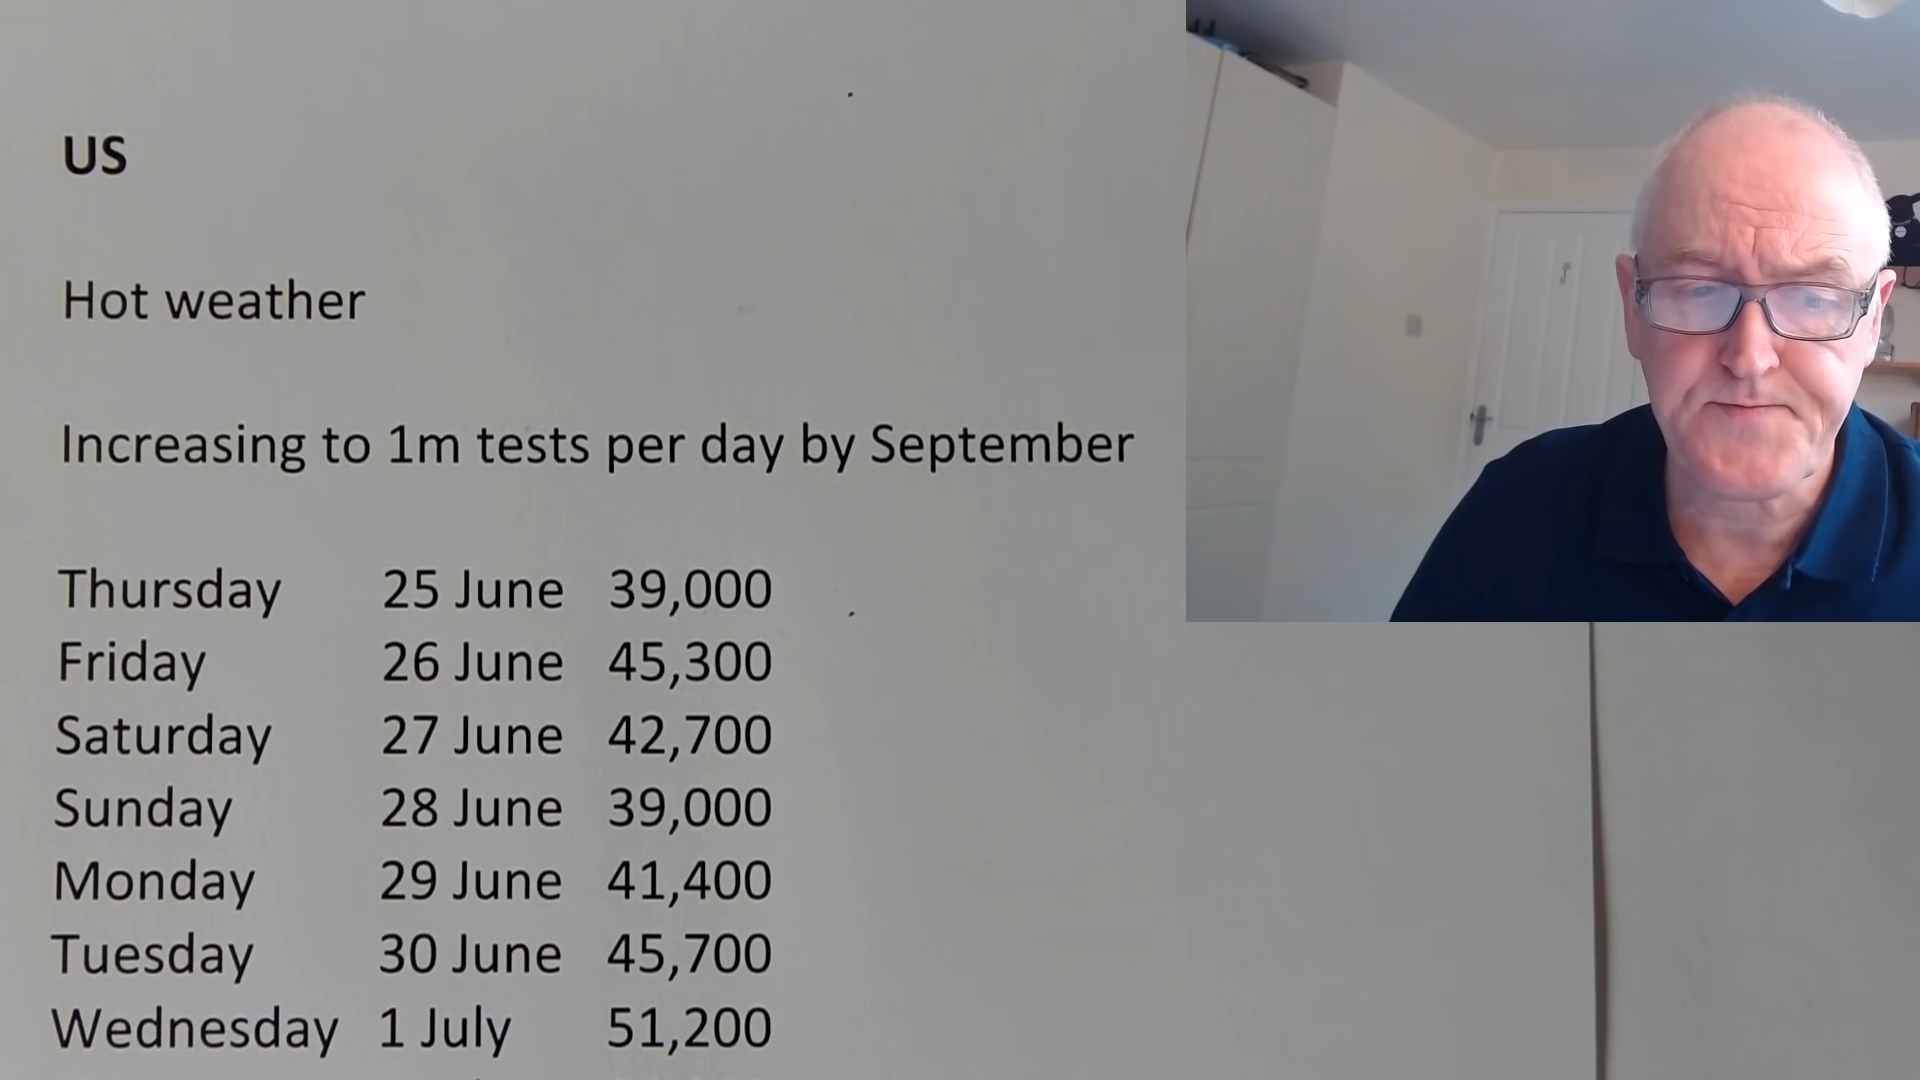 US
Hot weather
Increasing to 1m tests per day by September
Thursday 25 June 39,000
Friday 26 June 45,300
Saturday 27 June 42,700
Sunday 28 June 39,000
Monday 29 June 41,400
Tuesday 30 June 45,700
Wednesday 1 July 51,200